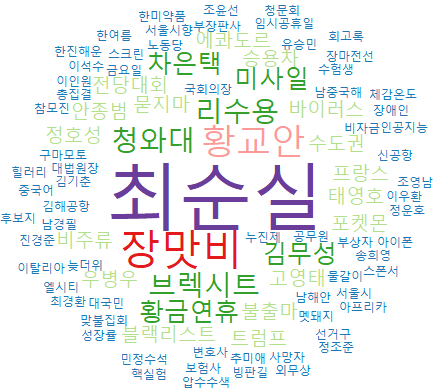 조윤선 청문회
한미약품 임시공휴일
서울시향 부장판사 회고록
한여름 에콰도르 유승민
노동당
한진해운 스크린 차은택 승용차 장마전선
이석수 금요일 수험생
이인원 전당대회 미사일 국회의장 남중국해 체감온도
총집결
참모진 안종범 묻지마 리수용 바이러스 장애인
비자금 인공지능
정호성 청와대 황교안 수도권
구마모토 신공항
힐러리 대법원장
중국어 김기춘 최순실 프랑스 조영남
김해공항 태영호 이우환
후보지 남경필 포켓몬 정운호
진경준 비주류 장맛비 누진제 공무원
김무성 부상자 아이폰
이탈리아 늦더위 송희영
엘시티 우병우 브렉시트 고영태 물갈이 스폰서
최경환 대국민 황금연휴 불출마 남해안 서울시
멧돼지 아프리카
맞불집회
성장률 블랙리스트 트럼프 선거구
정조준
변호사 추미애 사망자
민정수석 보험사 빙판길 외무상
핵실험 압수수색